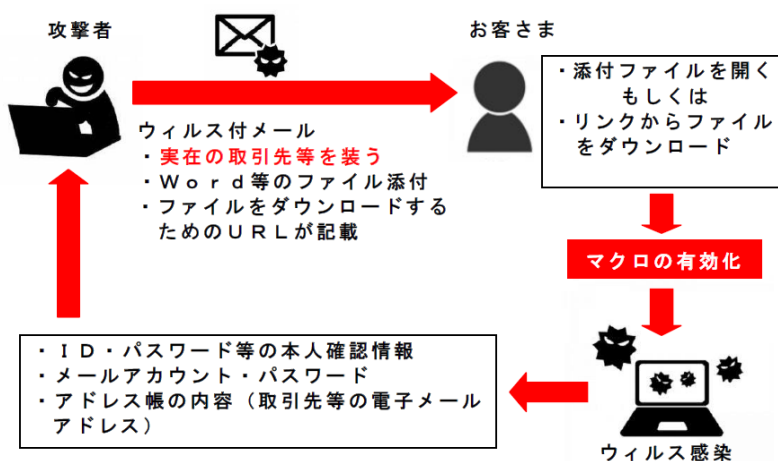 攻撃者
お客さま
ウィルス付メール
・実在の取引先等を装う
・Ｗｏｒｄ等のファイル添付
・ファイルをダウンロードする
ためのＵＲＬが記載
・添付ファイルを開く
もしくは
・リンクからファイル
をダウンロード
マクロの有効化
ウィルス感染
・ＩＤ・パスワード等の本人確認情報
・メールアカウント・パスワード
・アドレス帳の内容（取引先等の電子メール
アドレス）